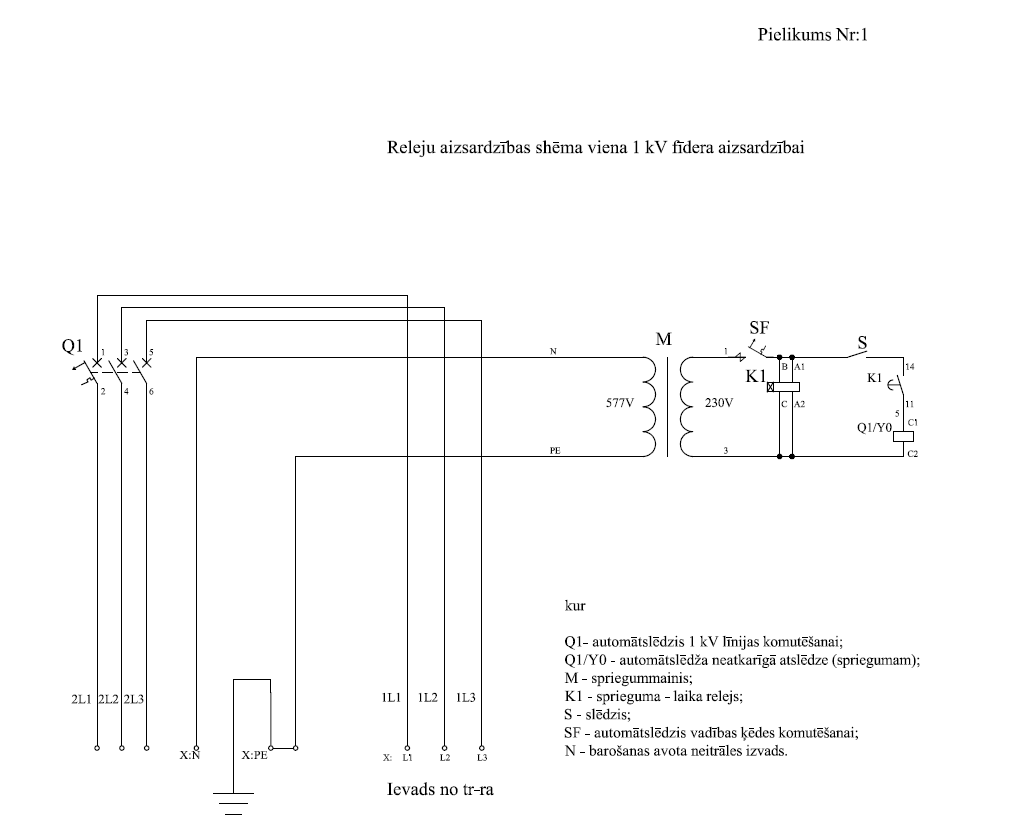 Pielikums Nr:1
Releju aizsardzības shēma viena 1 kV fīdera aizsardzībai
Q1
1 3 5
2 4 6
N
M
577V
230V
1
SF
S
B A1
K1
C A2
K1
14
11
5
C1
Q1/Y0
C2
PE
3
kur
Q1- automātslēdzis 1 kV līnijas komutēšanai;
Q1/Y0 - automātslēdža neatkarīgā atslēdze (spriegumam);
M - spriegummainis;
K1 - sprieguma - laika relejs;
S - slēdzis;
SF - automātslēdzis vadības ķēdes komutēšanai;
N - barošanas avota neitrāles izvads.
2L1 2L2 2L3
1L1 1L2 1L3
X:N
X:PE
X: L1 L2 L3
Ievads no tr-ra